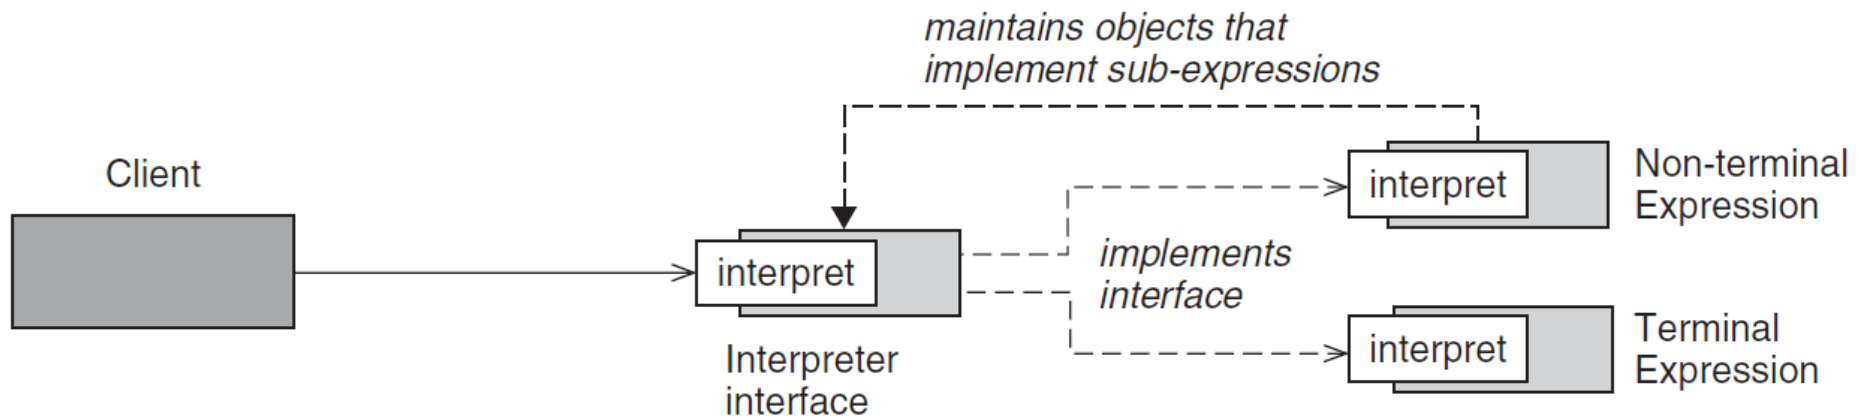 maintains objects that
implement sub-expressions
Client
interpret
Non-terminal
Expression
interpret
implements
interface
interpret
Terminal
Expression
Interpreter
interface